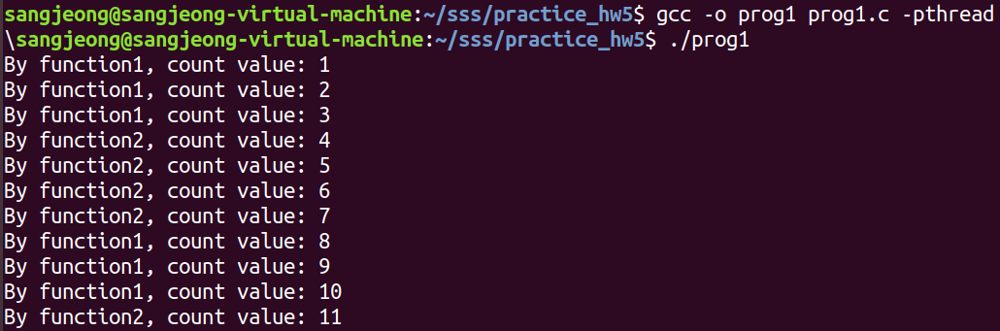 sangjeong@sangjeong-virtual-machine:~/sss/practice_hw5$ gcc -o prog1 prog1.c -pthread
\sangjeong@sangjeong-virtual-machine:~/sss/practice_hw5$ ./prog1
By function1, count value: 1
By function1, count value: 2
By function1, count value: 3
By function2, count value: 4
By function2, count value: 5
By function2, count value: 6
By function2, count value: 7
By function1, count value: 8
By function1, count value: 9
By function1, count value: 10
By function2, count value: 11